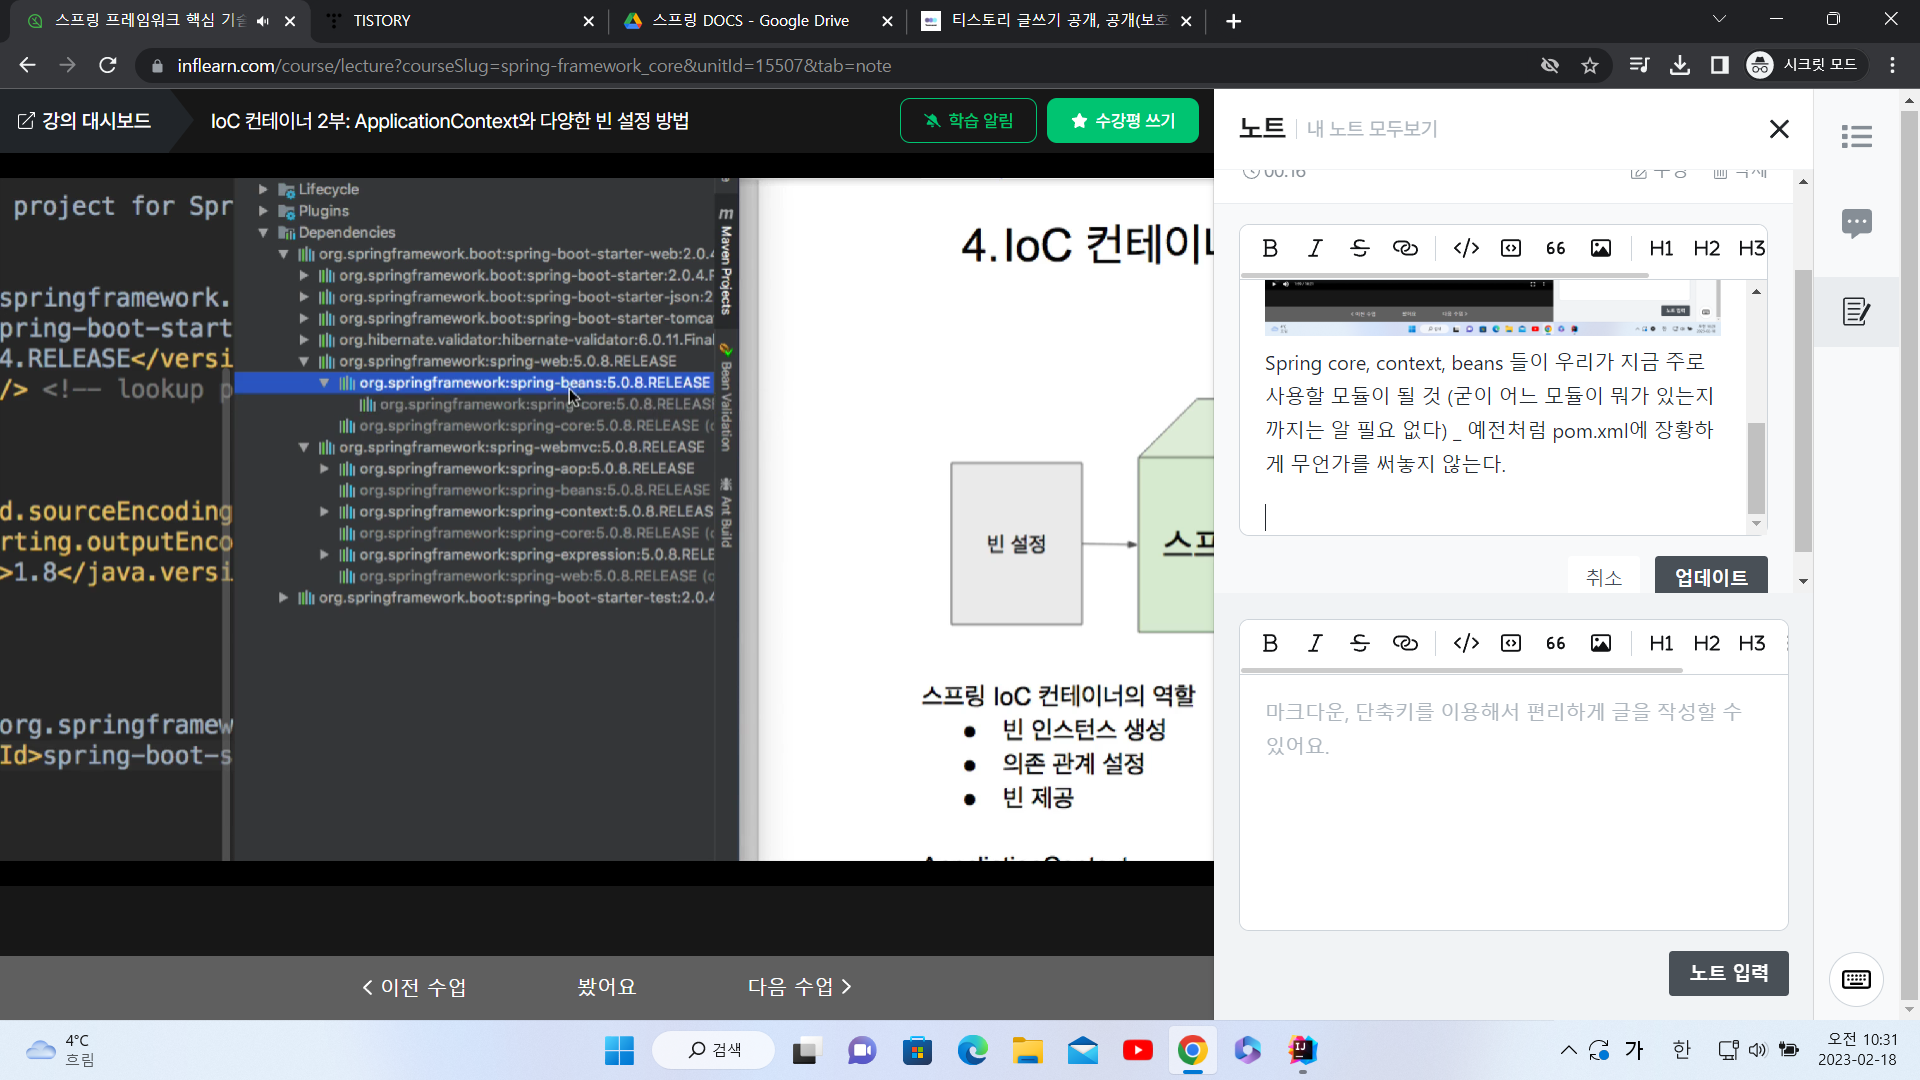 스프링 프레임워크 핵심 기술
TISTORY
스프링 DOCS - Google Drive
티스토리 글쓰기 공개, 공개(보호
inflearn.com/course/lecture?courseSlug=spring-framework_core&unitId=15507&tab=note
시크릿 모드
강의 대시보드
IoC 컨테이너 2부: ApplicationContext와 다양한 빈 설정 방법
학습 알림
수강평 쓰기
노트
내 노트 모두보기
00:16
수정
삭제
project for Spr
springframework.
pring-boot-start
4.RELEASE</versi
/> <!-- lookup p
d.sourceEncoding
rting.outputEnco
>1.8</java.versi
org.springframew
Id>spring-boot-s
Lifecycle
Plugins
Dependencies
org.springframework.boot:spring-boot-starter-web:2.0.4
org.springframework.boot:spring-boot-starter:2.0.4.F
org.springframework.boot:spring-boot-starter-json:2
org.springframework.boot:spring-boot-starter-tomca
org.hibernate.validator:hibernate-validator:6.0.11.Final
org.springframework:spring-web:5.0.8.RELEASE
org.springframework:spring-beans:5.0.8.RELEASE
org.springframework:spring-core:5.0.8.RELEAS
org.springframework:spring-core:5.0.8.RELEASE (c
org.springframework:spring-webmvc:5.0.8.RELEASE
org.springframework:spring-aop:5.0.8.RELEASE
org.springframework:spring-beans:5.0.8.RELEASE
org.springframework:spring-context:5.0.8.RELEAS
org.springframework:spring-core:5.0.8.RELEASE (c
org.springframework:spring-expression:5.0.8.RELE
org.springframework:spring-web:5.0.8.RELEASE (c
org.springframework.boot:spring-boot-starter-test:2.0.4
m
Maven Projects
Bean Validation
Ant Build
4. IoC 컨테이너
빈 설정
스프
스프링 IoC 컨테이너의 역할
● 빈 인스턴스 생성
● 의존 관계 설정
● 빈 제공
B I S </> 66 H1 H2 H3
Spring core, context, beans 들이 우리가 지금 주로
사용할 모듈이 될 것 (굳이 어느 모듈이 뭐가 있는지
까지는 알 필요 없다) _ 예전처럼 pom.xml에 장황하
게 무언가를 써놓지 않는다.
취소
업데이트
B I S </> 66 H1 H2 H3
마크다운, 단축키를 이용해서 편리하게 글을 작성할 수
있어요.
노트 입력
< 이전 수업
봤어요
다음 수업 >
4°C
흐림
검색
IJ
가
한
오전 10:31
2023-02-18